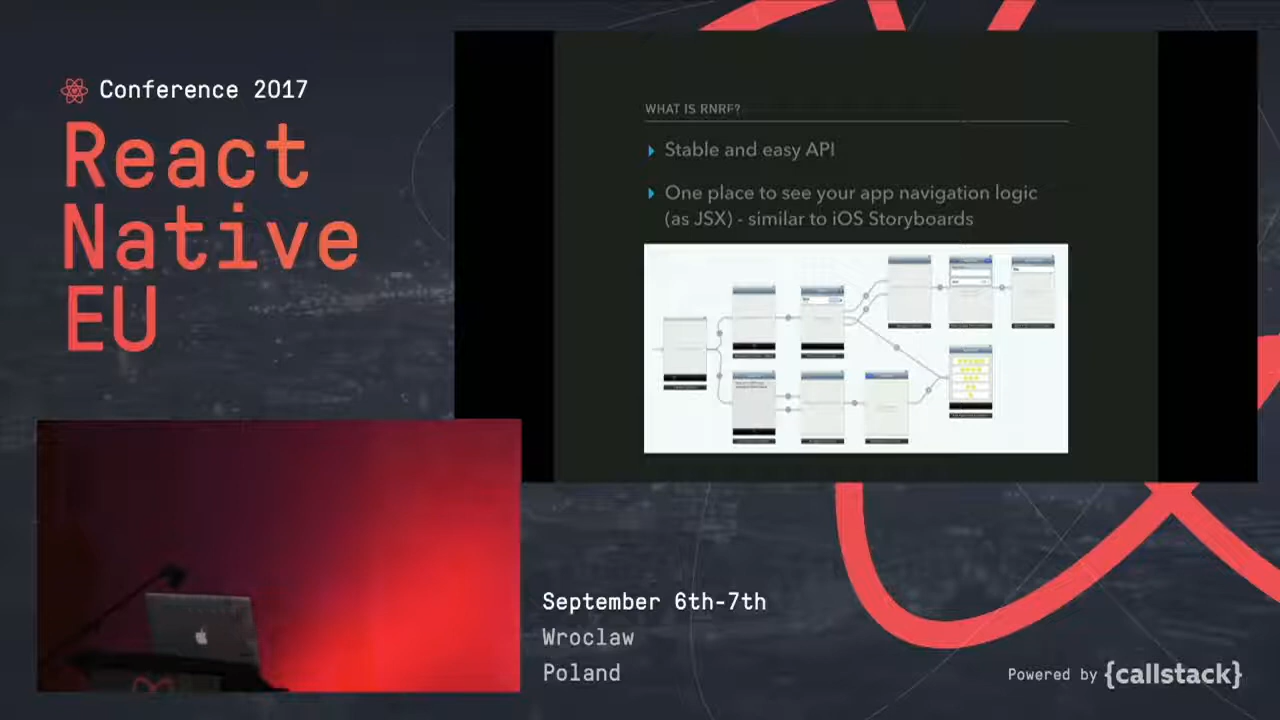 Conference 2017
React
Native
EU
WHAT IS RNRF?
Stable and easy API
One place to see your app navigation logic
(as JSX) - similar to iOS Storyboards
September 6th-7th
Wroclaw
Poland
Powered by {callstack}